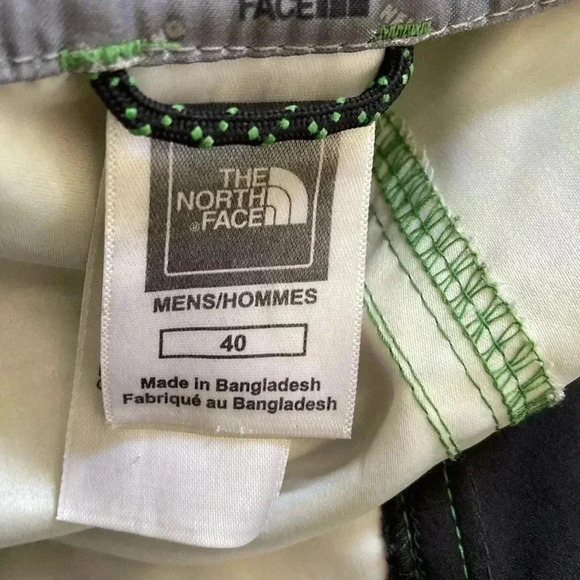 FACE
THE
NORTH
®FACE
MENS/HOMMES
40
Made in Bangladesh
Fabriqué au Bangladesh